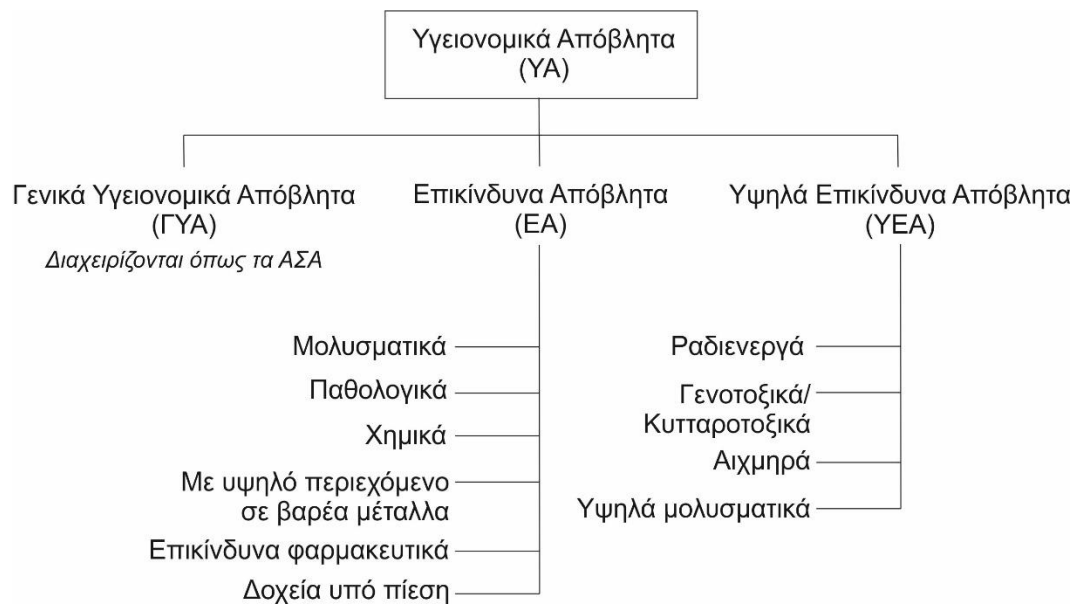 Υγειονομικά Απόβλητα
(ΥΑ)
Γενικά Υγειονομικά Απόβλητα
(ΓΥΑ)
Διαχειρίζονται όπως τα ΑΣΑ
Επικίνδυνα Απόβλητα
(ΕΑ)
Μολυσματικά
Παθολογικά
Χημικά
Με υψηλό περιεχόμενο
σε βαρέα μέταλλα
Επικίνδυνα φαρμακευτικά
Δοχεία υπό πίεση
Υψηλά Επικίνδυνα Απόβλητα
(ΥΕΑ)
Ραδιενεργά
Γενοτοξικά/
Κυτταροτοξικά
Αιχμηρά
Υψηλά μολυσματικά